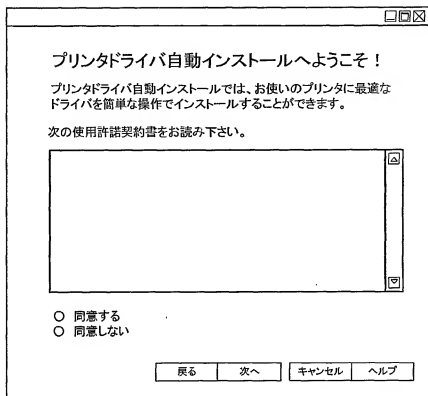 プリンタドライバ自動インストールへようこそ！
プリンタドライバ自動インストールでは、お使いのプリンタに最適な
ドライバを簡単な操作でインストールすることができます。
次の使用許諾契約書をお読み下さい。
同意する
同意しない
戻る 次へ キャンセル ヘルプ